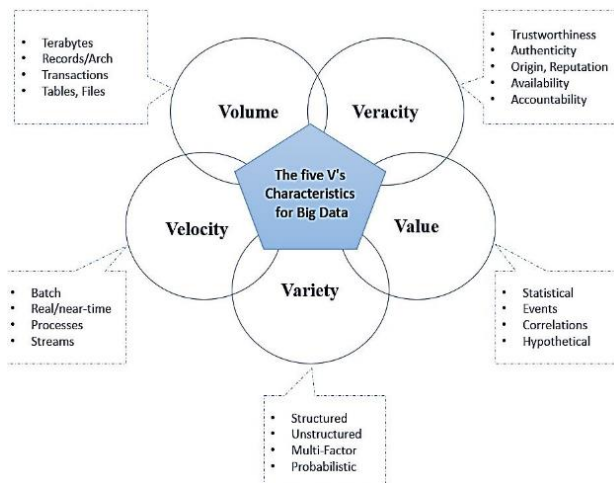 Terabytes
Records/Arch
Transactions
Tables, Files
Trustworthiness
Authenticity
Origin, Reputation
Availability
Accountability
Volume
Veracity
The five V's
Characteristics
for Big Data
Velocity
Value
Variety
Batch
Real/near-time
Processes
Streams
Statistical
Events
Correlations
Hypothetical
Structured
Unstructured
Multi-Factor
Probabilistic